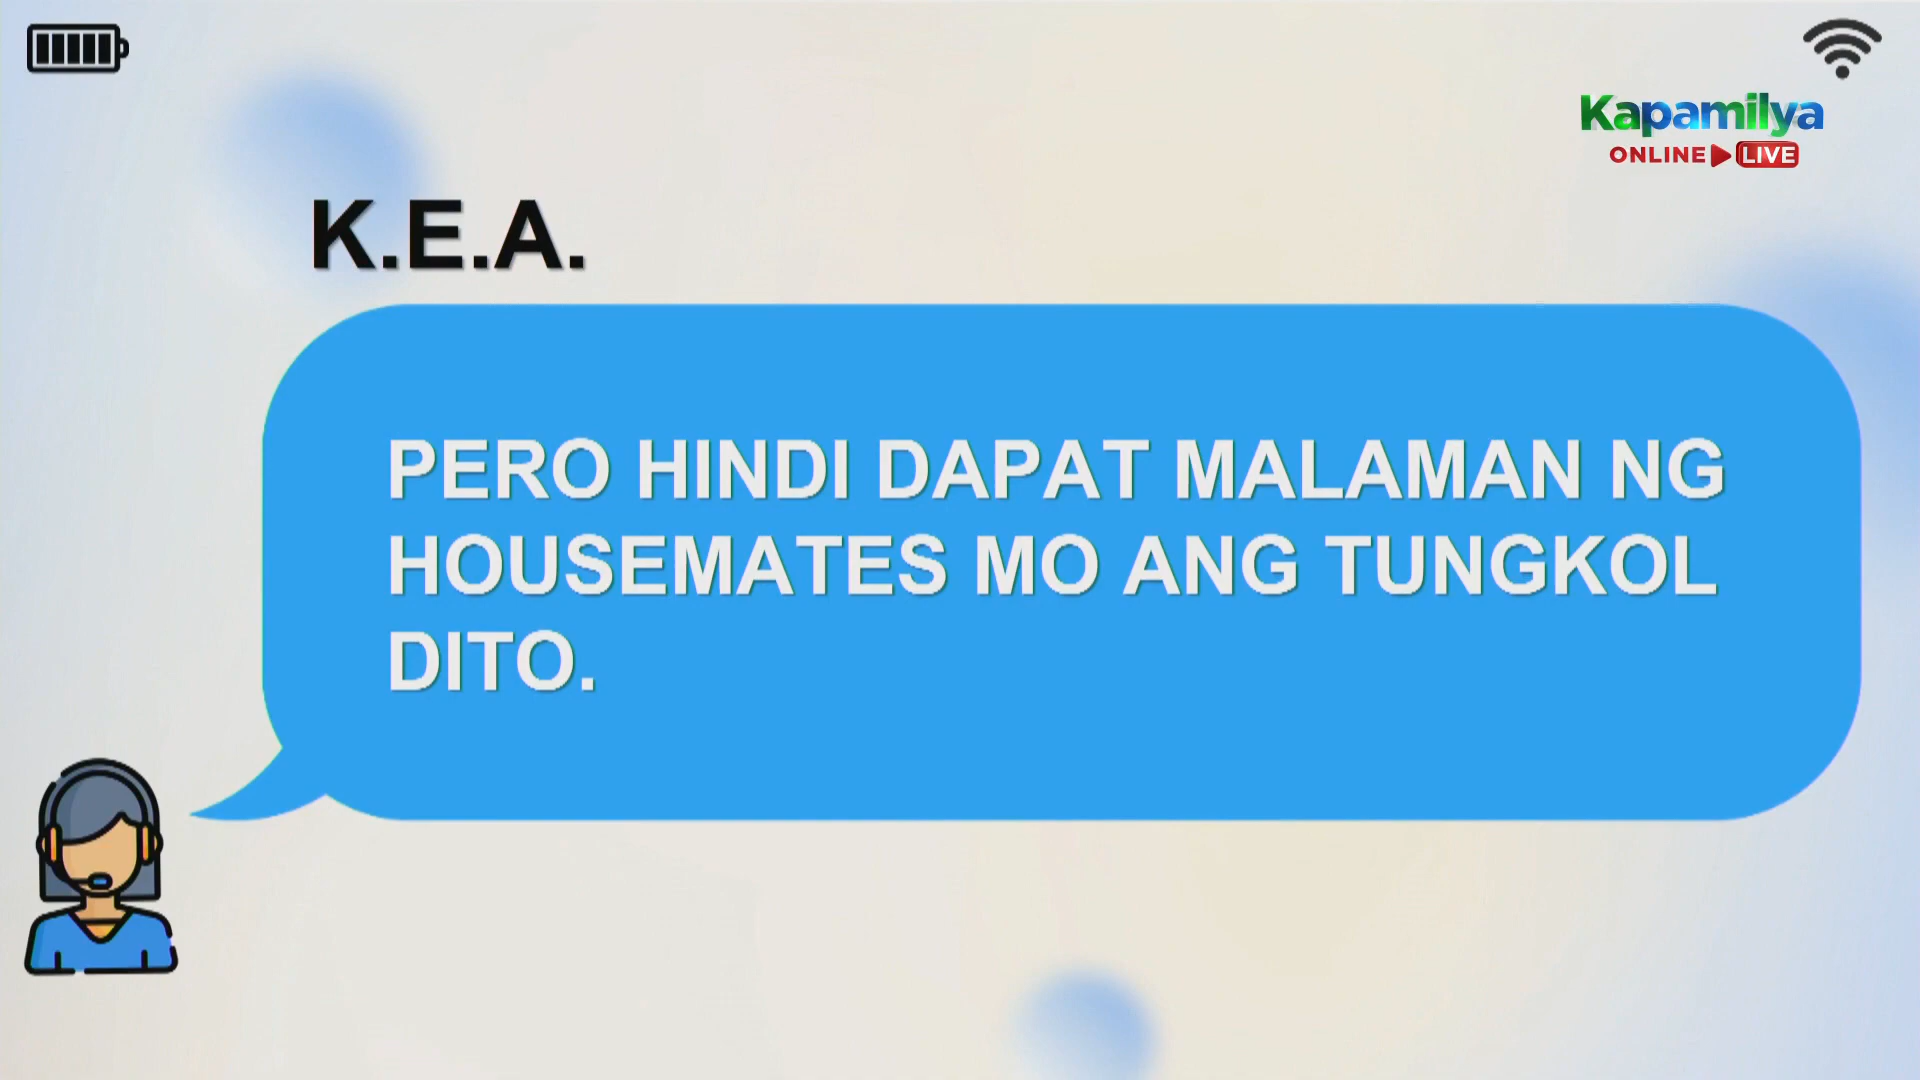 Kapamilya
ONLINE LIVE
K.E.A.
PERO HINDI DAPAT MALAMAN NG
HOUSEMATES MO ANG TUNGKOL
DITO.